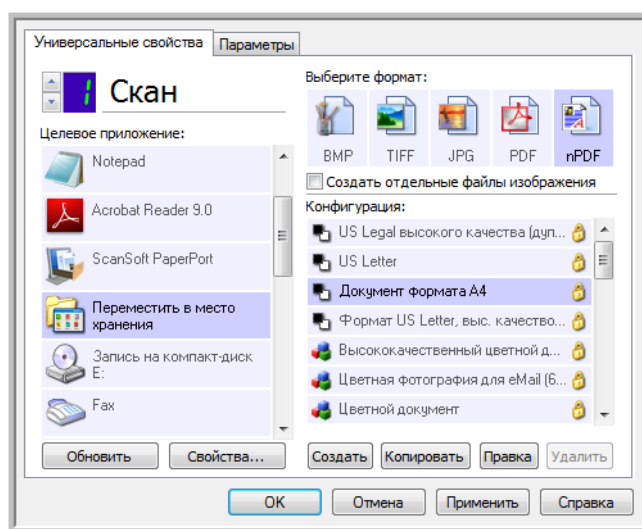 Универсальные свойства
Параметры
1 Скан
Целевое приложение:
Notepad
Acrobat Reader 9.0
ScanSoft PaperPort
Переместить в место
хранения
Запись на компакт-диск
E:
Fax
Обновить
Свойства...
Выберите формат:
BMP
TIFF
JPG
PDF
nPDF
Создать отдельные файлы изображения
Конфигурация:
US Legal высокого качества (дуп...
US Letter
Документ формата A4
Формат US Letter, выс. качество...
Высококачественный цветной д...
Цветная фотография для eMail (6...
Цветной документ
Создать
Копировать
Правка
Удалить
OK
Отмена
Применить
Справка